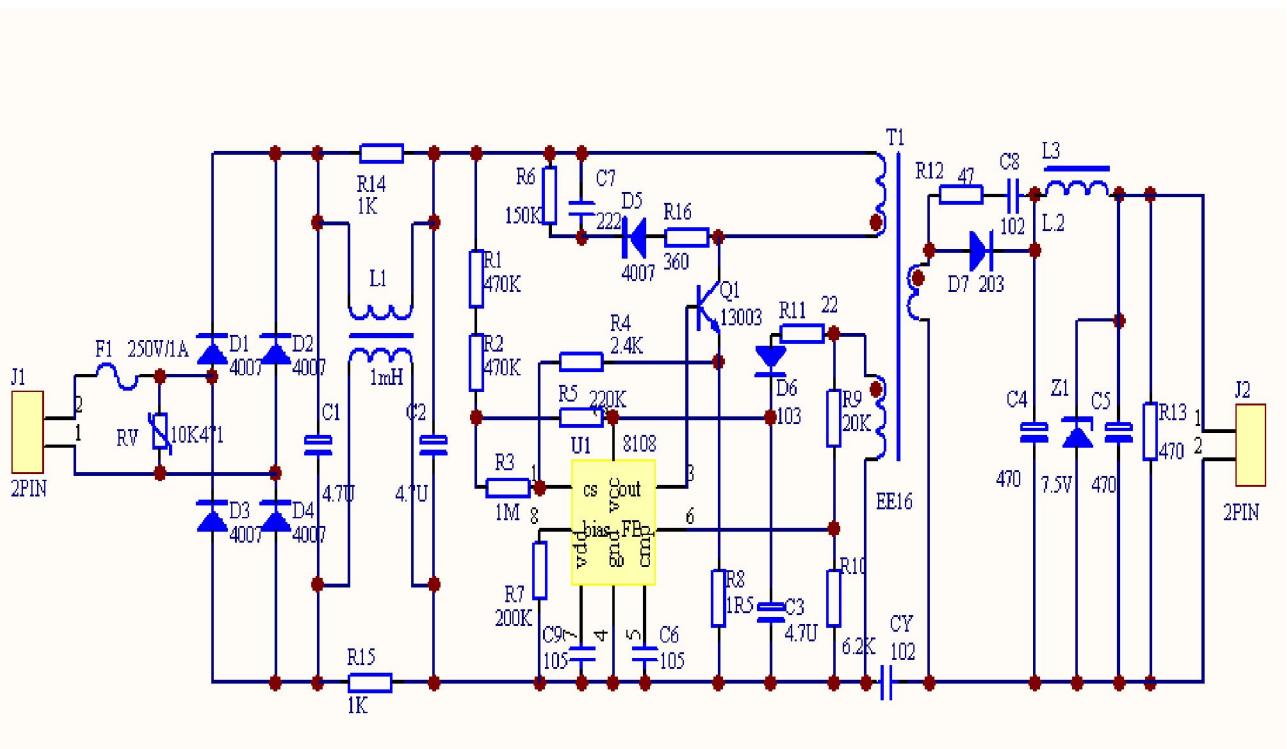 T1
L3
R12 47 C8
R14
1K
R6
150K
C7
222
D5
4007
R16
360
102
L.2
D7 203
L1
1mH
R1
470K
Q1
13003
R11 22
F1 250V/1A
D1
4007
D2
4007
R4
2.4K
R2
470K
J1
2
1
2PIN
RV 10K471
C1
4.7U
C2
4.7U
R5 220K
D6
103
R9
20K
C4
470
Z1
7.5V
C5
470
R13
470
J2
1
2
2PIN
U1 8108
R3
1M
1
cs
vcc
out
3
8
bias
FB
6
vdd
gnd
cmp
EE16
D3
4007
D4
4007
R7
200K
R8
1R5
C3
4.7U
R10
6.2K
C9
105
7
4
5
C6
105
CY
102
R15
1K